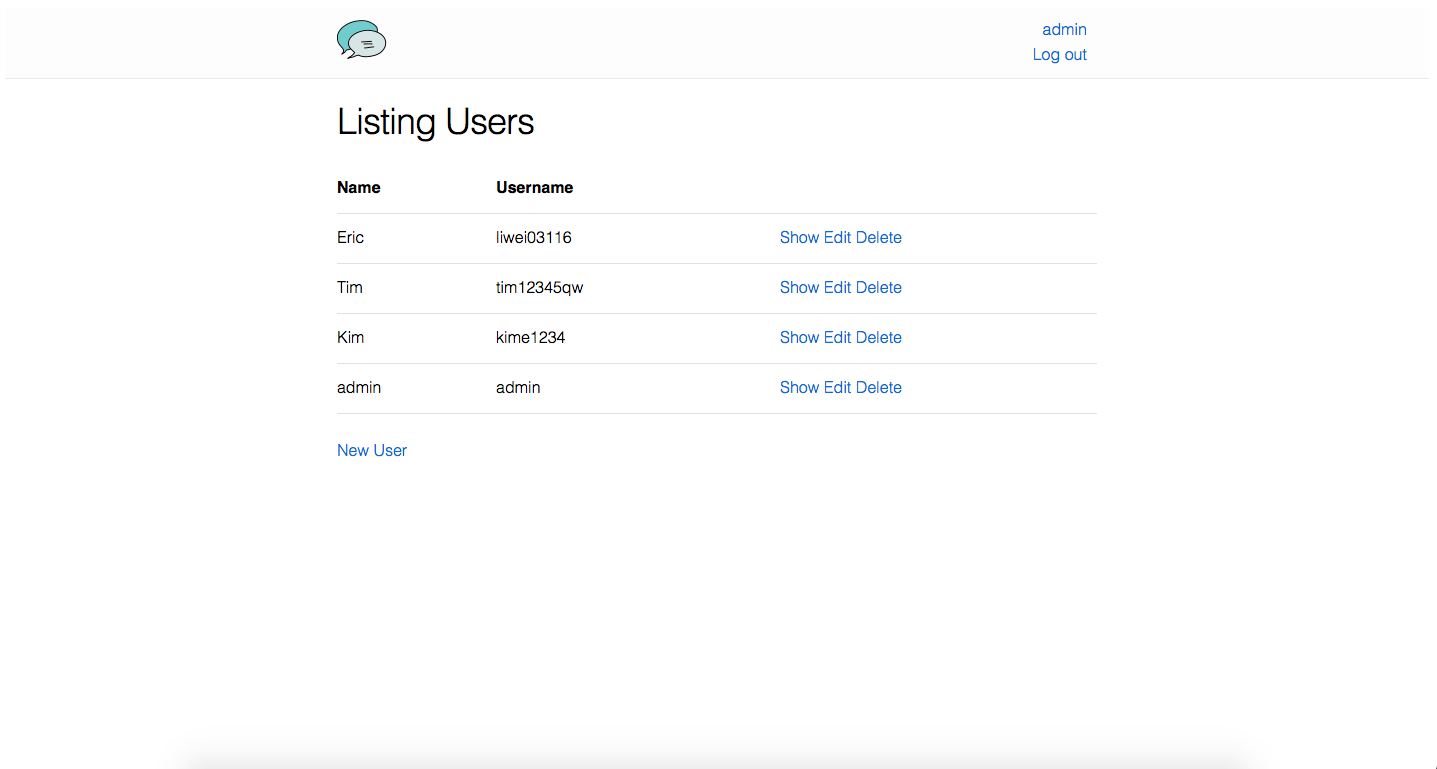 admin
Log out
Listing Users
Name Username
Eric liwei03116 Show Edit Delete
Tim tim12345qw Show Edit Delete
Kim kime1234 Show Edit Delete
admin admin Show Edit Delete
New User